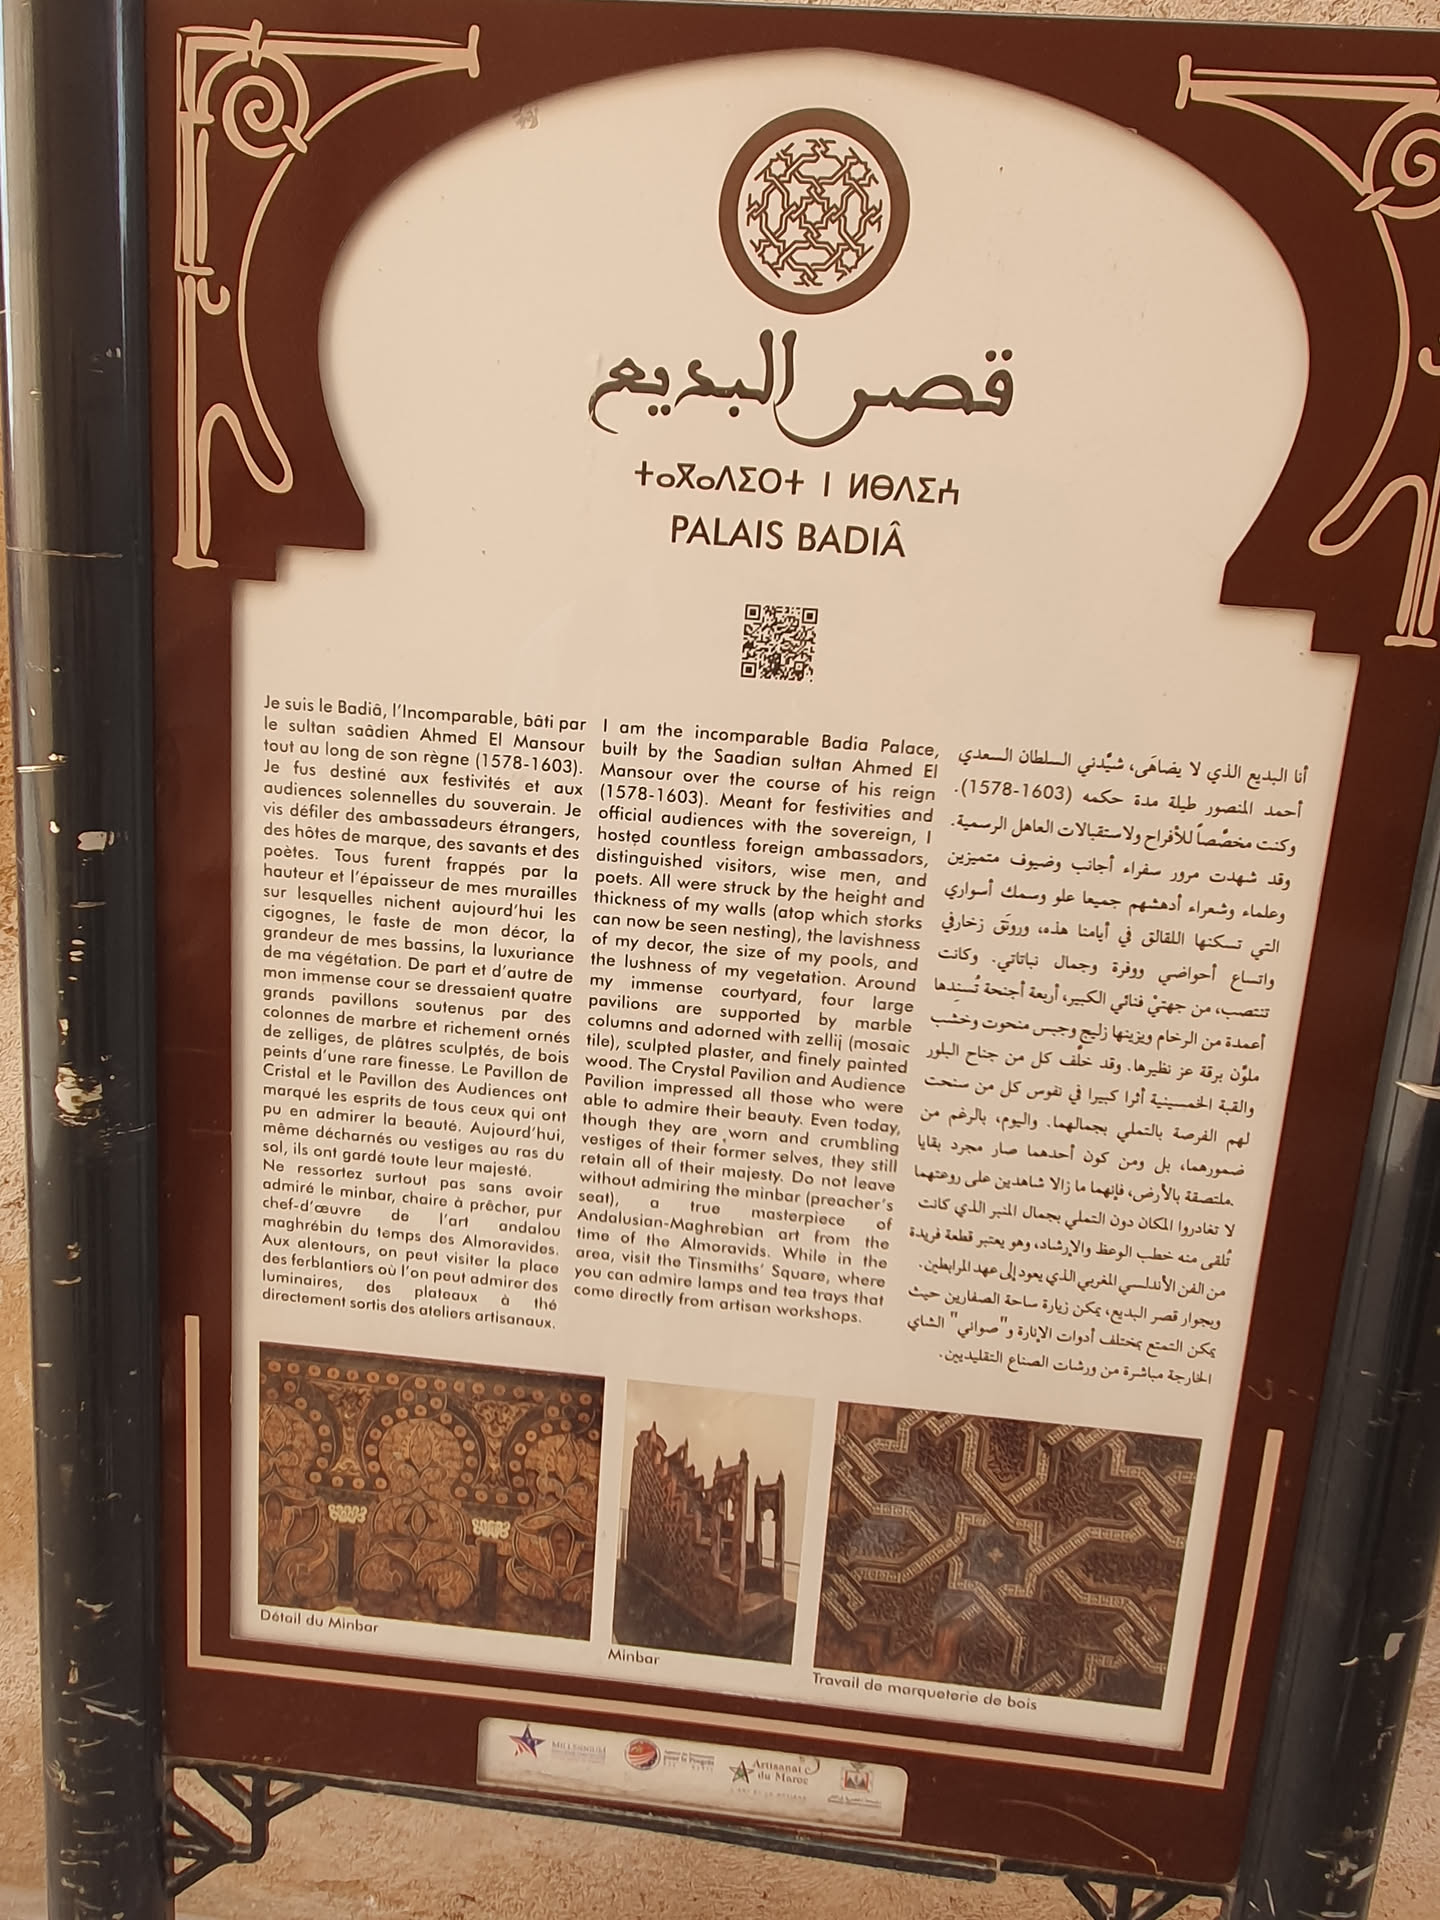 قصر البديع
ⵜⴰⴳⴰⴷⵉⵔⵜ ⵏ ⵍⴱⴷⵉⵄ
PALAIS BADIÂ
Je suis le Badiâ, l'Incomparable, bâti par
le sultan saâdien Ahmed El Mansour
tout au long de son règne (1578-1603).
Je fus destiné aux festivités et aux
audiences solennelles du souverain. Je
vis défiler des ambassadeurs étrangers,
des hôtes de marque, des savants et des
poètes. Tous furent frappés par la
hauteur et l'épaisseur de mes murailles
sur lesquelles nichent aujourd'hui les
cigognes, le faste de mon décor, la
grandeur de mes bassins, la luxuriance
de ma végétation. De part et d'autre de
mon immense cour se dressaient quatre
grands pavillons soutenus par des
colonnes de marbre et richement ornés
de zelliges, de plâtres sculptés, de bois
peints d'une rare finesse. Le Pavillon de
Cristal et le Pavillon des Audiences ont
marqué les esprits de tous ceux qui ont
pu en admirer la beauté. Aujourd'hui,
même décharnés ou vestiges au ras du
sol, ils ont gardé toute leur majesté.
Ne ressortez surtout pas sans avoir
admiré le minbar, chaire à prêcher, pur
chef-d'œuvre de l'art andalou
maghrébin du temps des Almoravides.
Aux alentours, on peut visiter la place
des ferblantiers où l'on peut admirer des
luminaires, des plateaux à thé
directement sortis des ateliers artisanaux.
I am the incomparable Badia Palace,
built by the Saadian sultan Ahmed El
Mansour over the course of his reign
(1578-1603). Meant for festivities and
official audiences with the sovereign, I
hosted countless foreign ambassadors,
distinguished visitors, wise men, and
poets. All were struck by the height and
thickness of my walls (atop which storks
can now be seen nesting), the lavishness
of my decor, the size of my pools, and
the lushness of my vegetation. Around
my immense courtyard, four large
pavilions are supported by marble
columns and adorned with zellij (mosaic
tile), sculpted plaster, and finely painted
wood. The Crystal Pavilion and Audience
Pavilion impressed all those who were
able to admire their beauty. Even today,
though they are worn and crumbling
vestiges of their former selves, they still
retain all of their majesty. Do not leave
without admiring the minbar (preacher's
seat), a true masterpiece of
Andalusian-Maghrebian art from the
time of the Almoravids. While in the
area, visit the Tinsmiths' Square, where
you can admire lamps and tea trays that
come directly from artisan workshops.
أنا البديع الذي لا يضاهَى، شيَّدني السلطان السعدي
أحمد المنصور طيلة مدة حكمه (1603-1578).
وكنت مخصَّصاً للأفراح ولاستقبالات العاهل الرسمية.
وقد شهدت مرور سفراء أجانب وضيوف متميزين
وعلماء وشعراء أدهشهم جميعا علو وسمك أسواري
التي تسكنها اللقالق في أيامنا هذه، وروثَق زخارفي
واتساع أحواضي ووفرة وجمال نباتاتي. وكانت
تنتصب، من جهتيْ فنائي الكبير، أربعة أجنحة تُسنِدها
أعمدة من الرخام ويزينها زليج وجبس منحوت وخشب
ملوَّن برقة عز نظيرها. وقد خلَّف كل من جناح البلور
والقبة الخمسينية أثرا كبيرا في نفوس كل من سنحت
لهم الفرصة بالتملي بجمالهما. واليوم، بالرغم من
ضمورهما، بل ومن كون أحدهما صار مجرد بقايا
ملتصقة بالأرض، فإنهما ما زالا شاهدين على روعتهما.
لا تغادروا المكان دون التملي بجمال المنبر الذي كانت
تُلقى منه خطب الوعظ والإرشاد، وهو يعتبر قطعة فريدة
من الفن الأندلسي المغربي الذي يعود إلى عهد المرابطين.
وبجوار قصر البديع، يمكن زيارة ساحة الصفارين حيث
يمكن التمتع بمختلف أدوات الإنارة و"صواني" الشاي
الخارجة مباشرة من ورشات الصناع التقليديين.
Détail du Minbar
Minbar
Travail de marqueterie de bois
MILLENNIUM
pour le Progrès
Artisanat
du Maroc